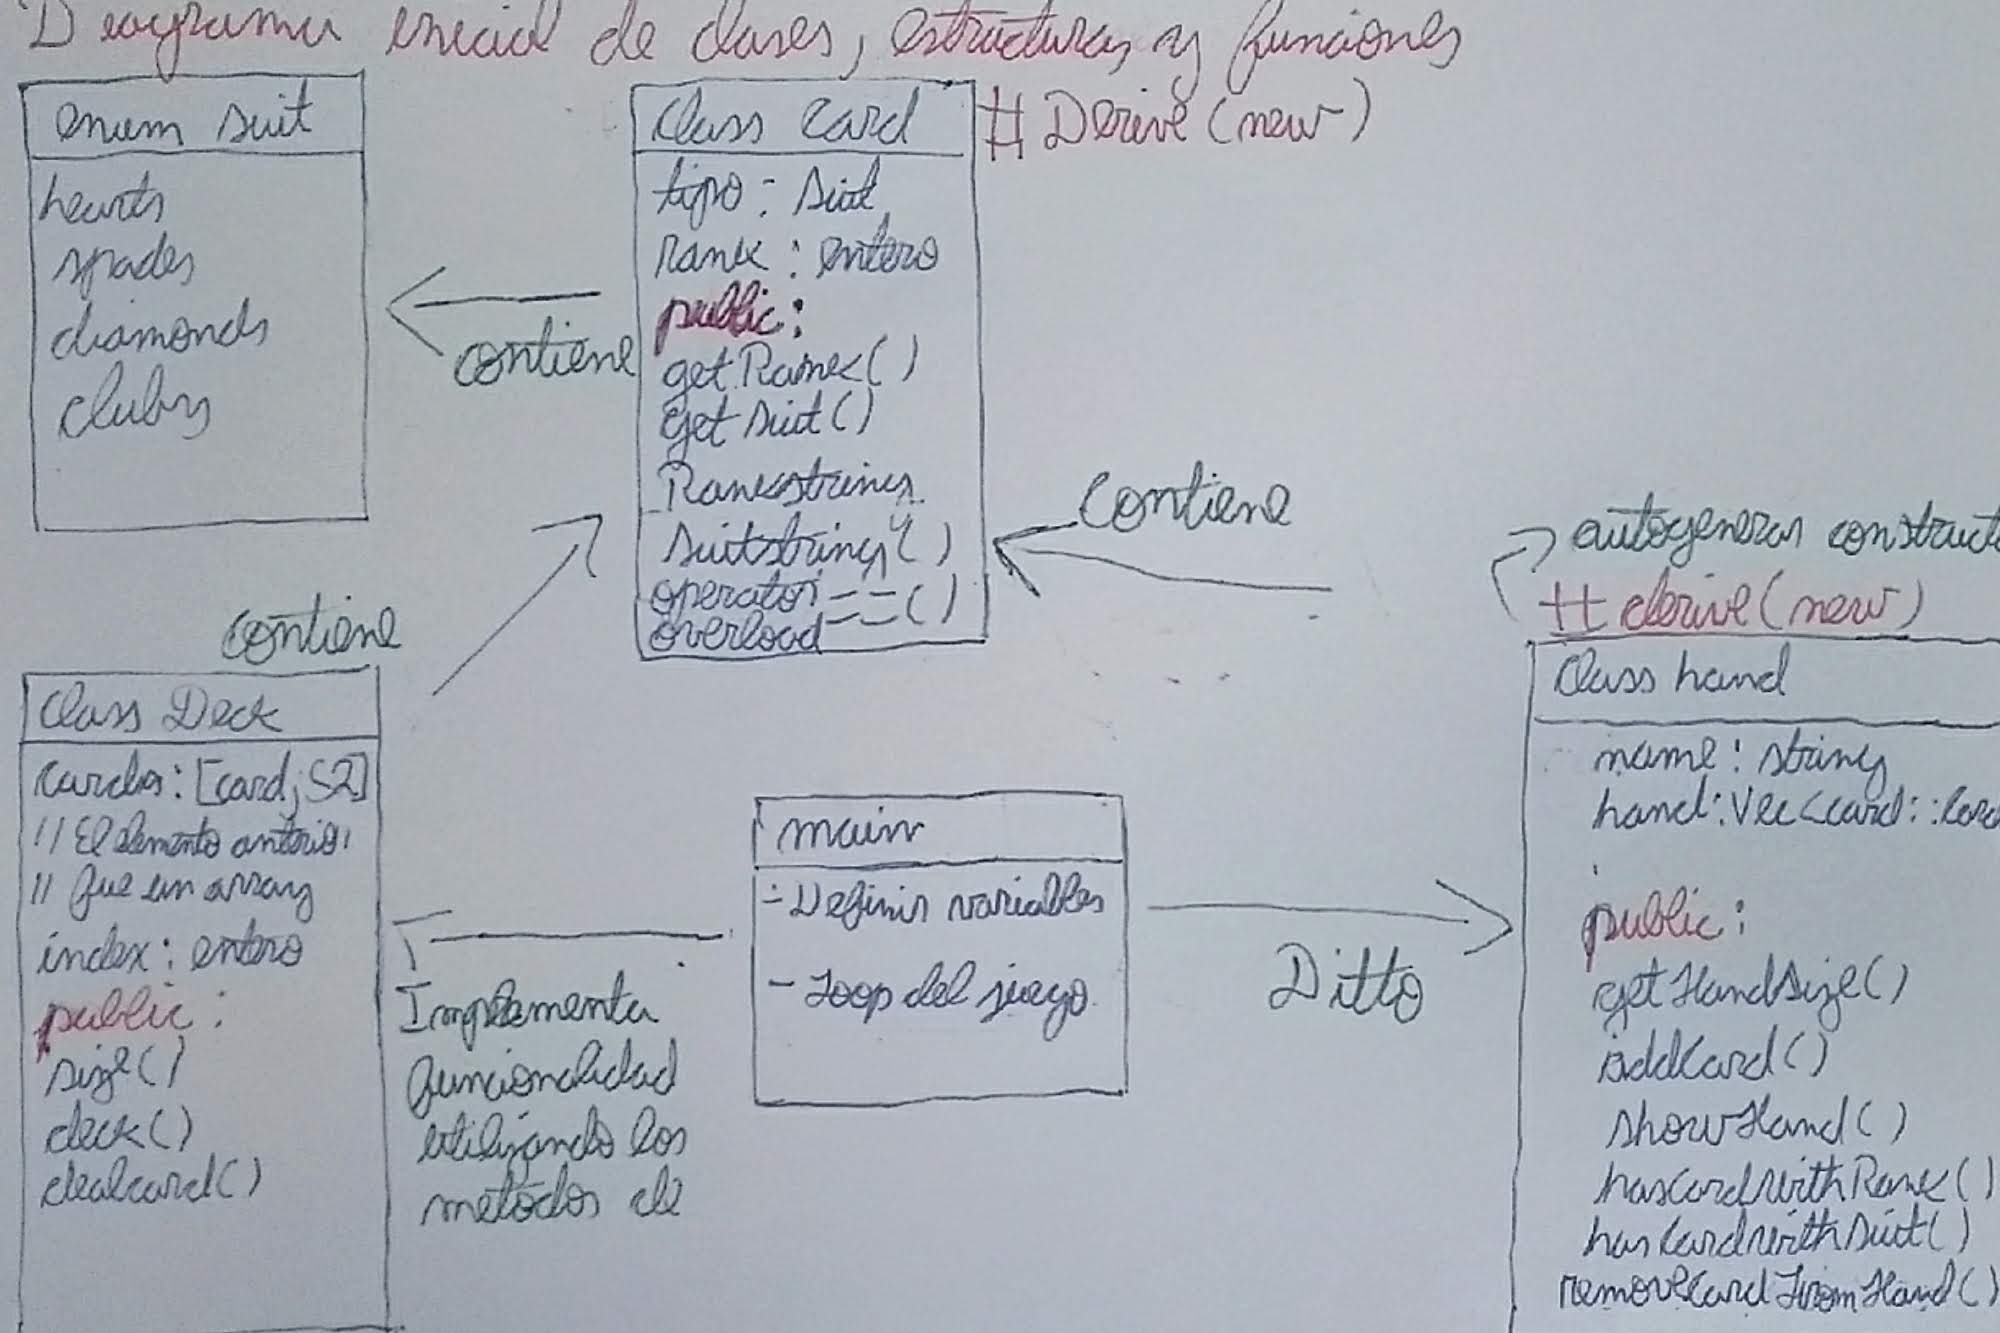 Diagrama inicial de clases, estructuras y funciones
enum suit
hearts
spades
diamonds
clubs
contiene
class card
# Derive (new)
tipo : suit
rank : entero
public:
getRank()
getsuit()
Rankstring
suitstring()
operator ==()
overload
contiene
contiene
class Deck
cards: [card; 52]
// El elemento anterior
// Que un array
index : entero
public :
size()
deck()
dealcard()
main
- Definir variables
- Loop del juego
Implementa
funcionalidad
utilizando los
metodos de
Ditto
autogenerar construct
# derive (new)
class hand
name: string
hand: Vec<card::Car
public:
getHandSize()
addCard()
showHand()
hasCardwithRank()
hasCardwithSuit()
removeCardFromHand()